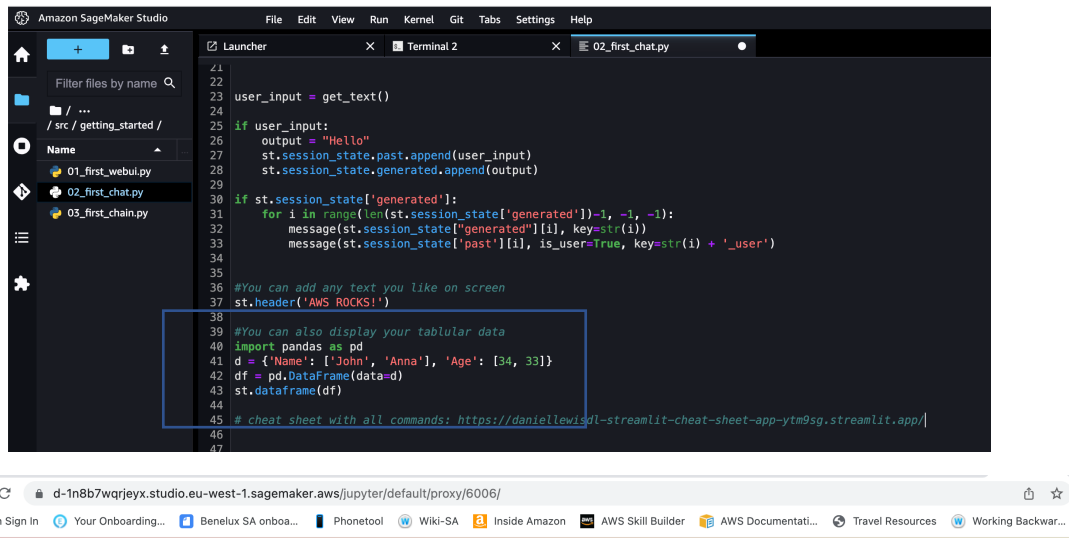 Amazon SageMaker Studio File Edit View Run Kernel Git Tabs Settings Help
+ Launcher X Terminal 2 X 02_first_chat.py
Filter files by name
/ ...
/ src / getting_started /
Name
01_first_webui.py
02_first_chat.py
03_first_chain.py
21
22
23 user_input = get_text()
24
25 if user_input:
26 output = "Hello"
27 st.session_state.past.append(user_input)
28 st.session_state.generated.append(output)
29
30 if st.session_state['generated']:
31 for i in range(len(st.session_state['generated'])-1, -1, -1):
32 message(st.session_state["generated"][i], key=str(i))
33 message(st.session_state['past'][i], is_user=True, key=str(i) + '_user')
34
35
36 #You can add any text you like on screen
37 st.header('AWS ROCKS!')
38
39 #You can also display your tablular data
40 import pandas as pd
41 d = {'Name': ['John', 'Anna'], 'Age': [34, 33]}
42 df = pd.DataFrame(data=d)
43 st.dataframe(df)
44
45 # cheat sheet with all commands: https://daniellewisdl-streamlit-cheat-sheet-app-ytm9sg.streamlit.app/
46
47
d-1n8b7wqrjeyx.studio.eu-west-1.sagemaker.aws/jupyter/default/proxy/6006/
Sign In Your Onboarding... Benelux SA onboa... Phonetool Wiki-SA Inside Amazon AWS Skill Builder AWS Documentati... Travel Resources Working Backwar...